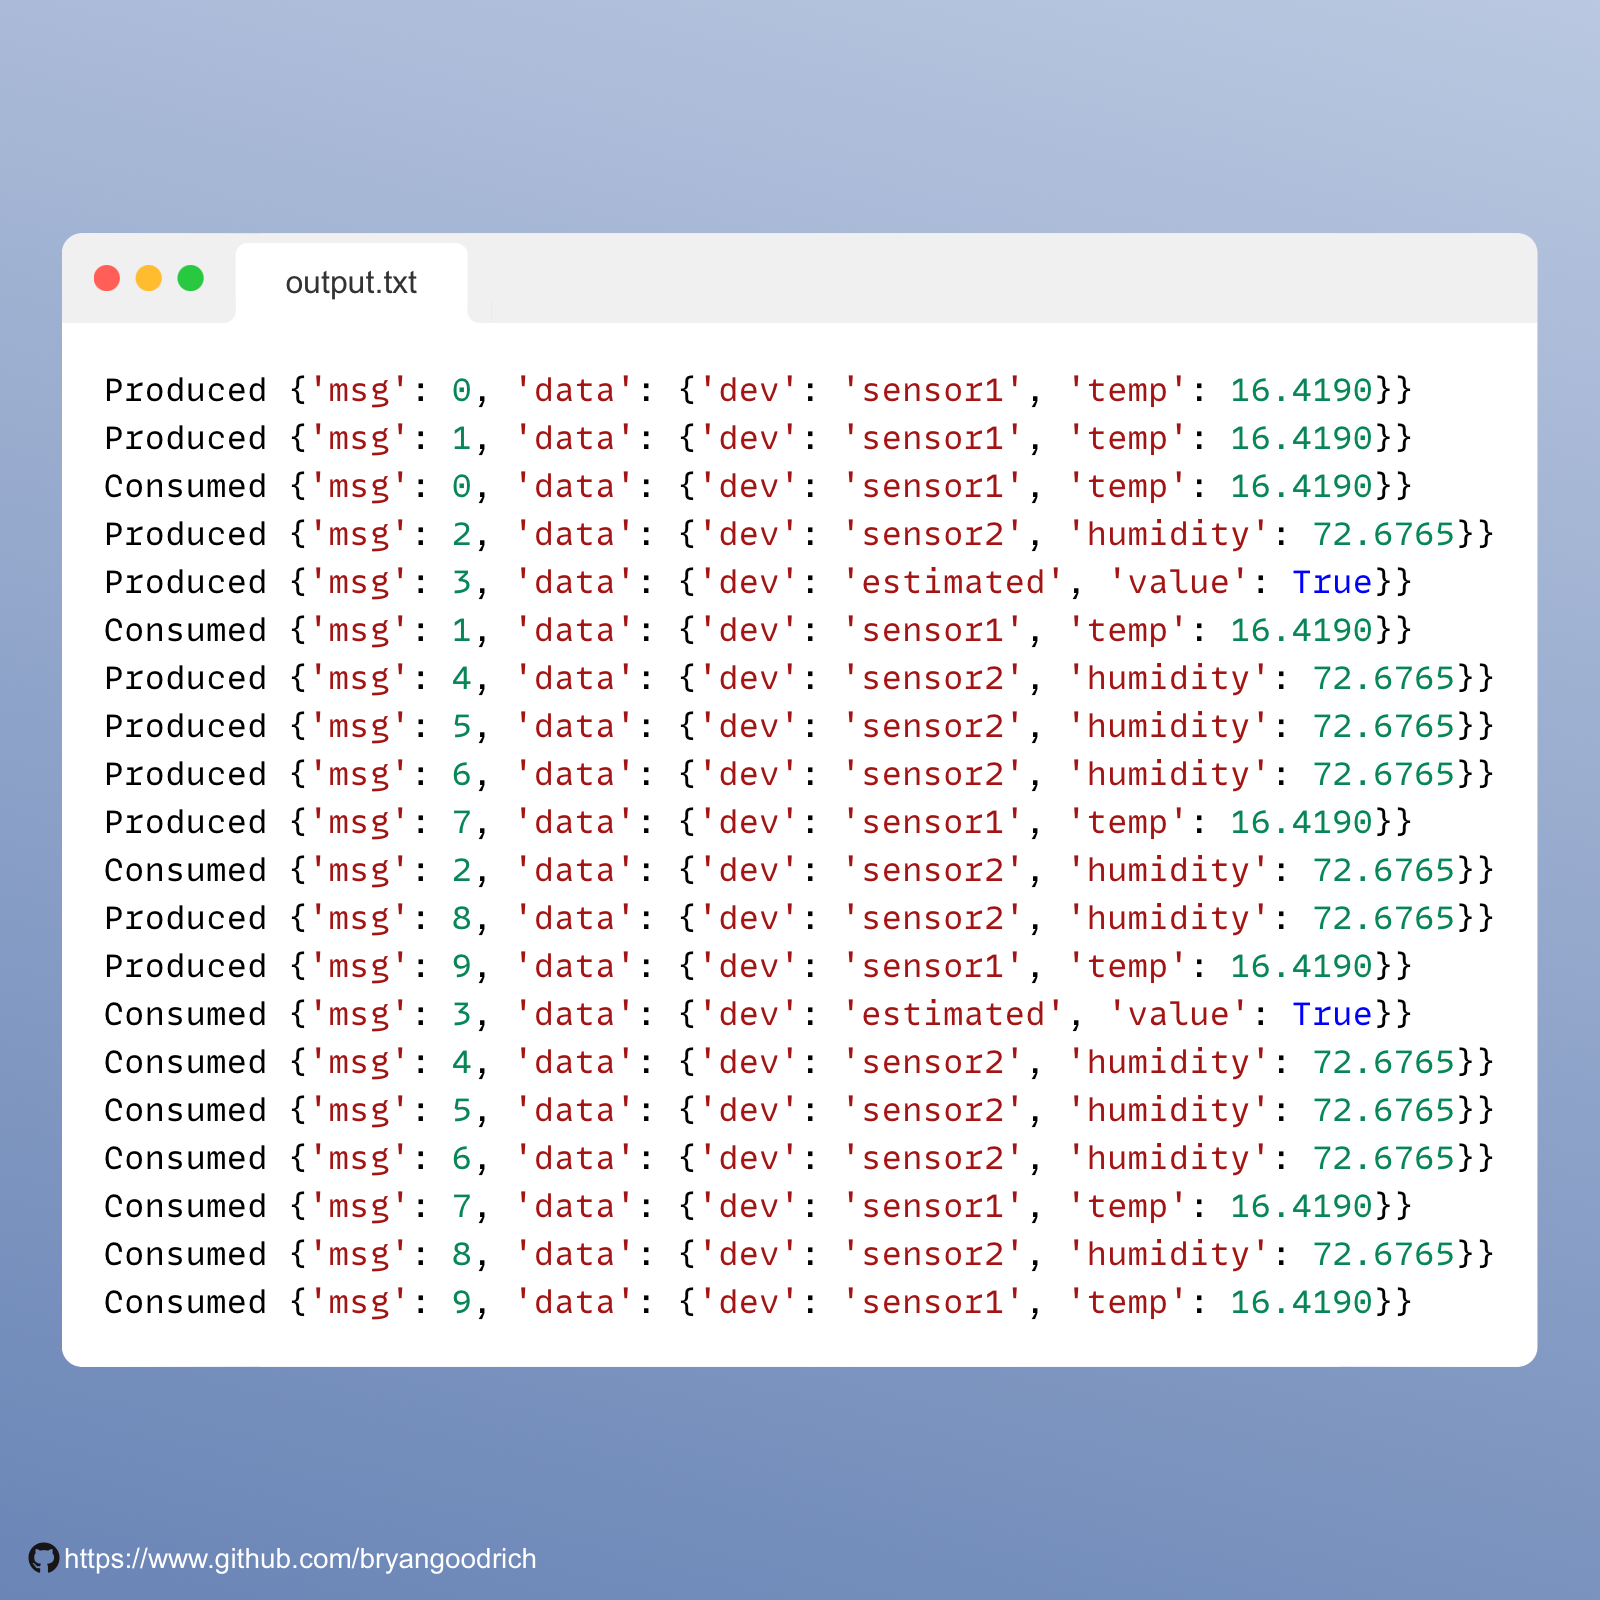 output.txt
Produced {'msg': 0, 'data': {'dev': 'sensor1', 'temp': 16.4190}}
Produced {'msg': 1, 'data': {'dev': 'sensor1', 'temp': 16.4190}}
Consumed {'msg': 0, 'data': {'dev': 'sensor1', 'temp': 16.4190}}
Produced {'msg': 2, 'data': {'dev': 'sensor2', 'humidity': 72.6765}}
Produced {'msg': 3, 'data': {'dev': 'estimated', 'value': True}}
Consumed {'msg': 1, 'data': {'dev': 'sensor1', 'temp': 16.4190}}
Produced {'msg': 4, 'data': {'dev': 'sensor2', 'humidity': 72.6765}}
Produced {'msg': 5, 'data': {'dev': 'sensor2', 'humidity': 72.6765}}
Produced {'msg': 6, 'data': {'dev': 'sensor2', 'humidity': 72.6765}}
Produced {'msg': 7, 'data': {'dev': 'sensor1', 'temp': 16.4190}}
Consumed {'msg': 2, 'data': {'dev': 'sensor2', 'humidity': 72.6765}}
Produced {'msg': 8, 'data': {'dev': 'sensor2', 'humidity': 72.6765}}
Produced {'msg': 9, 'data': {'dev': 'sensor1', 'temp': 16.4190}}
Consumed {'msg': 3, 'data': {'dev': 'estimated', 'value': True}}
Consumed {'msg': 4, 'data': {'dev': 'sensor2', 'humidity': 72.6765}}
Consumed {'msg': 5, 'data': {'dev': 'sensor2', 'humidity': 72.6765}}
Consumed {'msg': 6, 'data': {'dev': 'sensor2', 'humidity': 72.6765}}
Consumed {'msg': 7, 'data': {'dev': 'sensor1', 'temp': 16.4190}}
Consumed {'msg': 8, 'data': {'dev': 'sensor2', 'humidity': 72.6765}}
Consumed {'msg': 9, 'data': {'dev': 'sensor1', 'temp': 16.4190}}
https://www.github.com/bryangoodrich